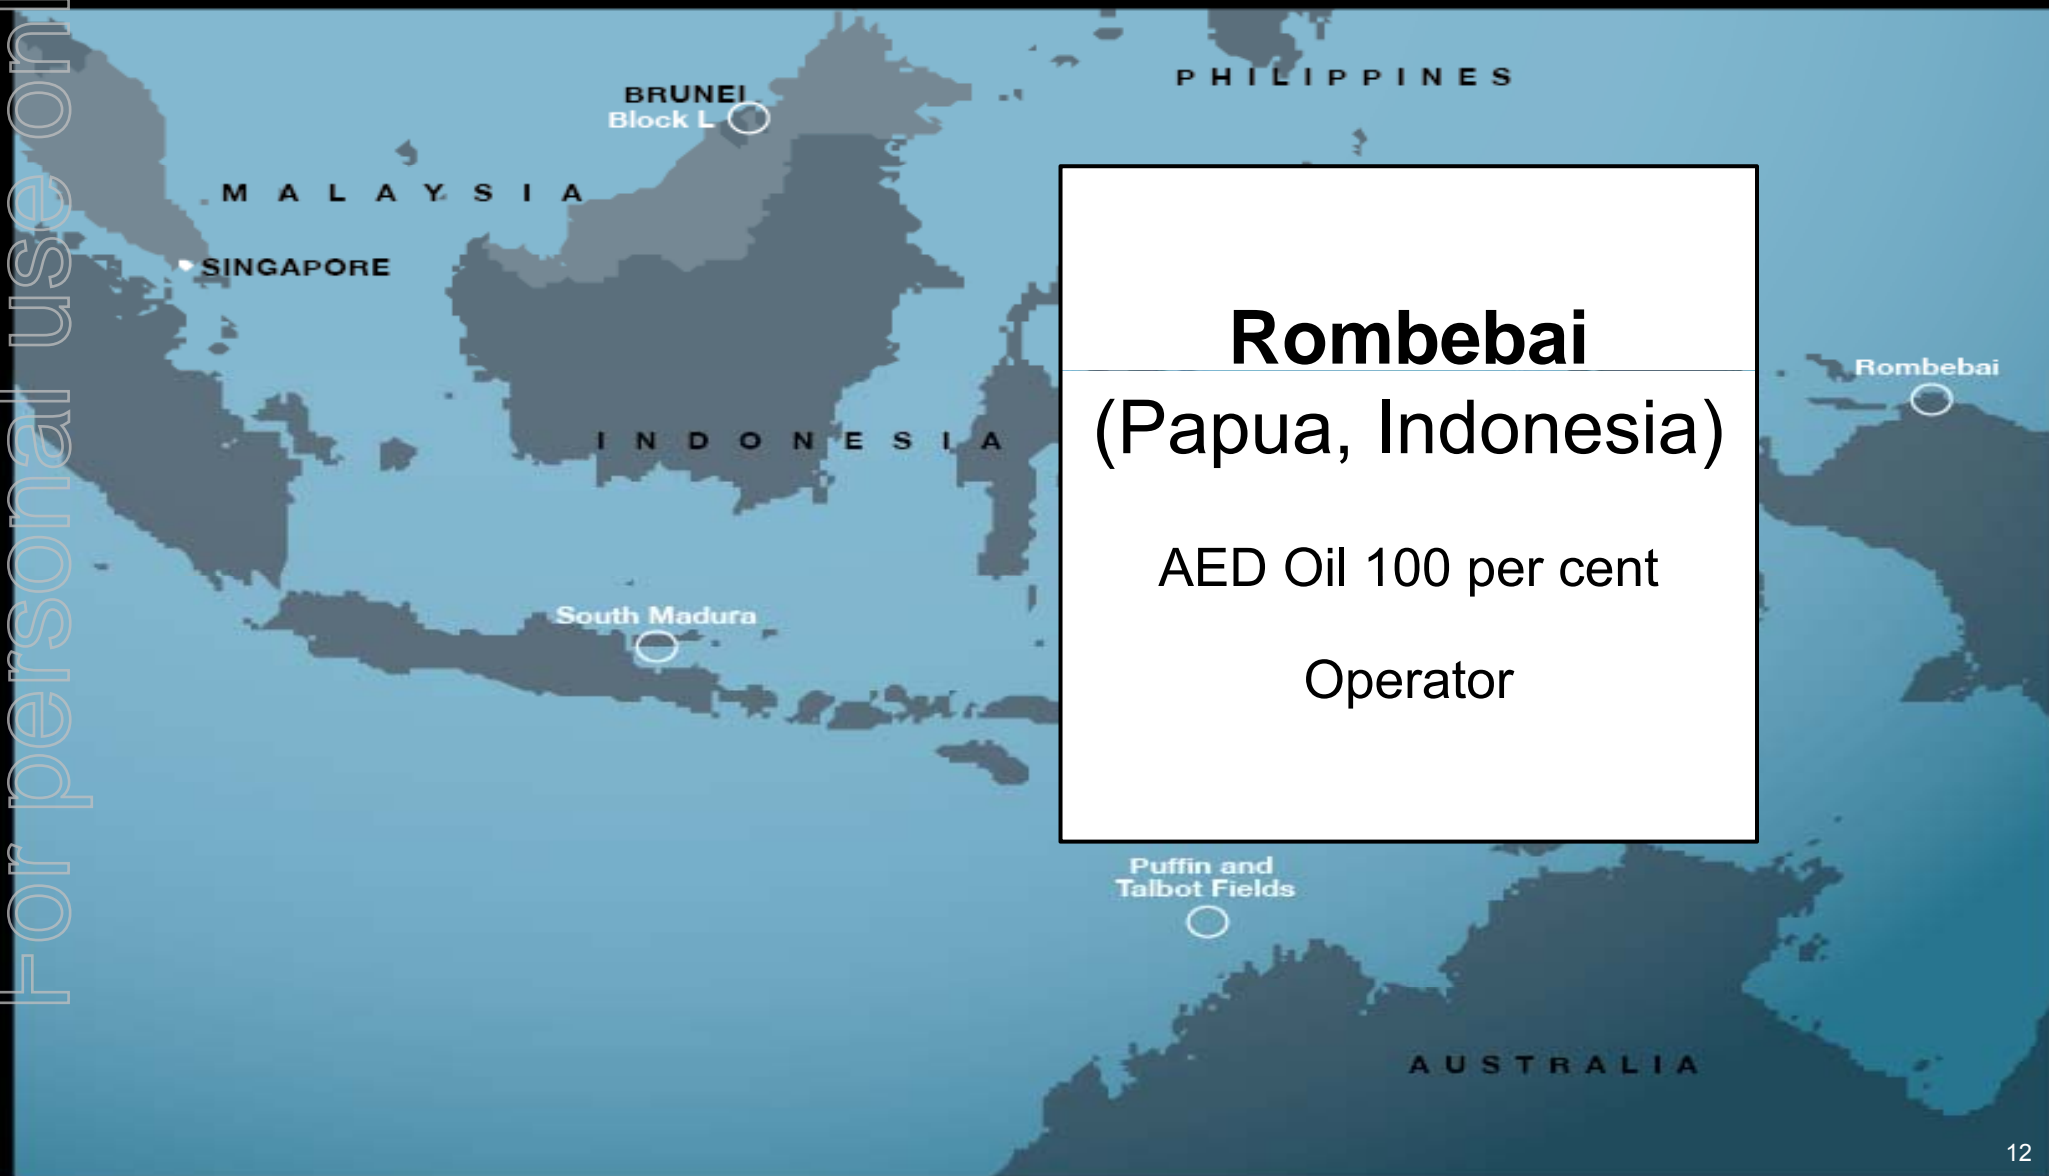 For personal use onl
PHILIPPINES
BRUNEI
Block L
MALAYSIA
SINGAPORE
Rombebai
(Papua, Indonesia)
AED Oil 100 per cent
Operator
Rombebai
INDONESIA
South Madura
Puffin and
Talbot Fields
AUSTRALIA
12